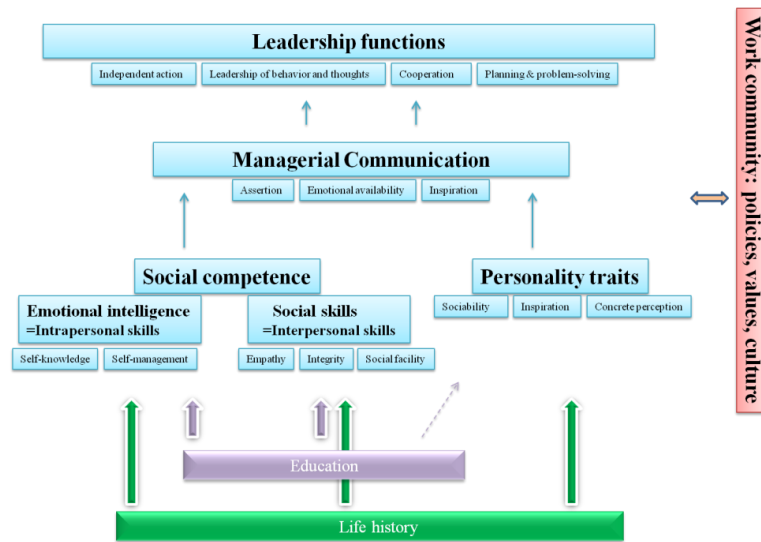 Leadership functions
Independent action
Leadership of behavior and thoughts
Cooperation
Planning & problem-solving
Managerial Communication
Assertion
Emotional availability
Inspiration
Social competence
Personality traits
Emotional intelligence
=Intrapersonal skills
Social skills
=Interpersonal skills
Sociability
Inspiration
Concrete perception
Self-knowledge
Self-management
Empathy
Integrity
Social facility
Education
Life history
Work community: policies, values, culture